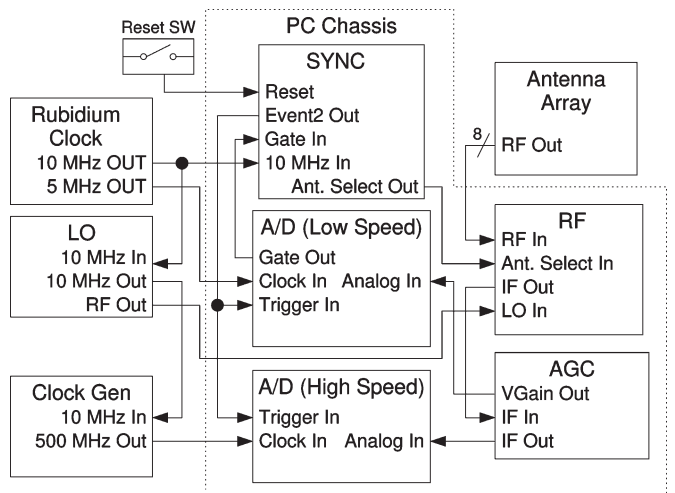 PC Chassis
Reset SW
SYNC
Reset
Event2 Out
Gate In
10 MHz In
Ant. Select Out
Antenna
Array
8
RF Out
Rubidium
Clock
10 MHz OUT
5 MHz OUT
LO
10 MHz In
10 MHz Out
RF Out
A/D (Low Speed)
Gate Out
Clock In Analog In
Trigger In
RF
RF In
Ant. Select In
IF Out
LO In
Clock Gen
10 MHz In
500 MHz Out
A/D (High Speed)
Trigger In
Clock In Analog In
AGC
VGain Out
IF In
IF Out